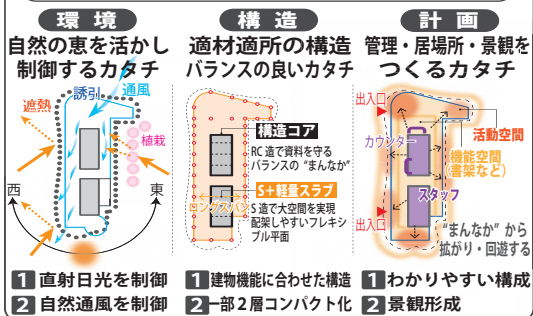 環境
自然の恵を活かし
制御するカタチ
誘引
通風
遮熱
植栽
西
東
1 直射日光を制御
2 自然通風を制御
構造
適材適所の構造
バランスの良いカタチ
構造コア
RC造で資料を守る
バランスの “まんなか”
S+軽量スラブ
ロングスパン
S造で大空間を実現
配架しやすいフレキシ
ブル平面
1 建物機能に合わせた構造
2 一部2層コンパクト化
計画
管理・居場所・景観を
つくるカタチ
出入口
活動空間
カウンター
機能空間
(書架など)
スタッフ
出入口
“まんなか” から
拡がり・回遊する
1 わかりやすい構成
2 景観形成